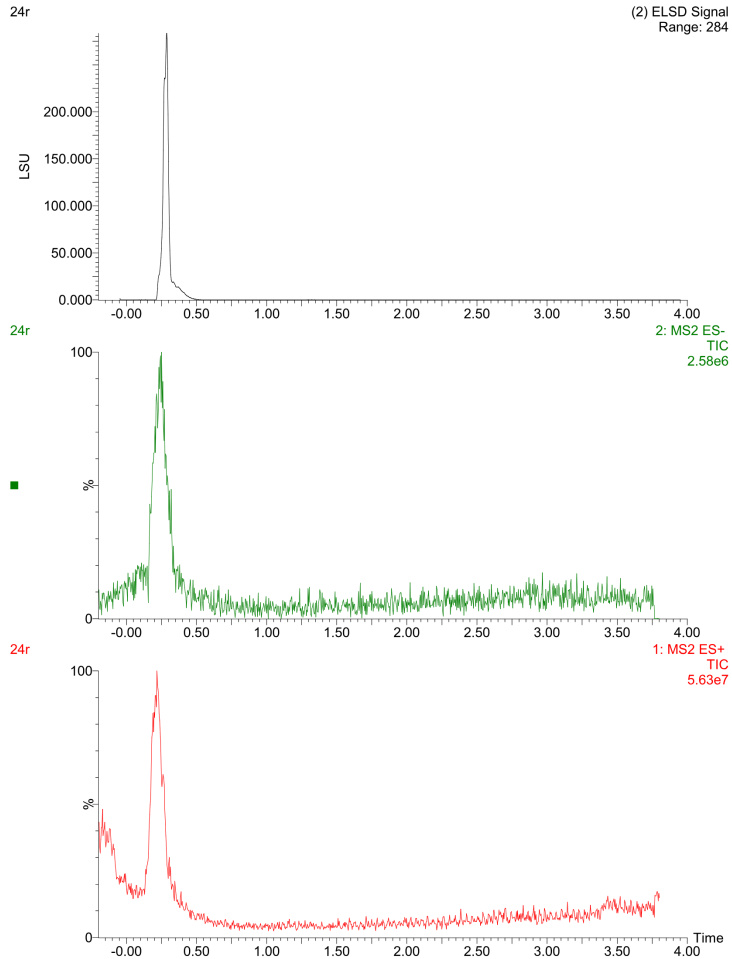 24r
(2) ELSD Signal
Range: 284
LSU
200.000
150.000
100.000
50.000
0.000
-0.00 0.50 1.00 1.50 2.00 2.50 3.00 3.50 4.00
24r
2: MS2 ES-
TIC
2.58e6
100
%
0
-0.00 0.50 1.00 1.50 2.00 2.50 3.00 3.50 4.00
24r
1: MS2 ES+
TIC
5.63e7
100
%
0
-0.00 0.50 1.00 1.50 2.00 2.50 3.00 3.50 4.00
Time